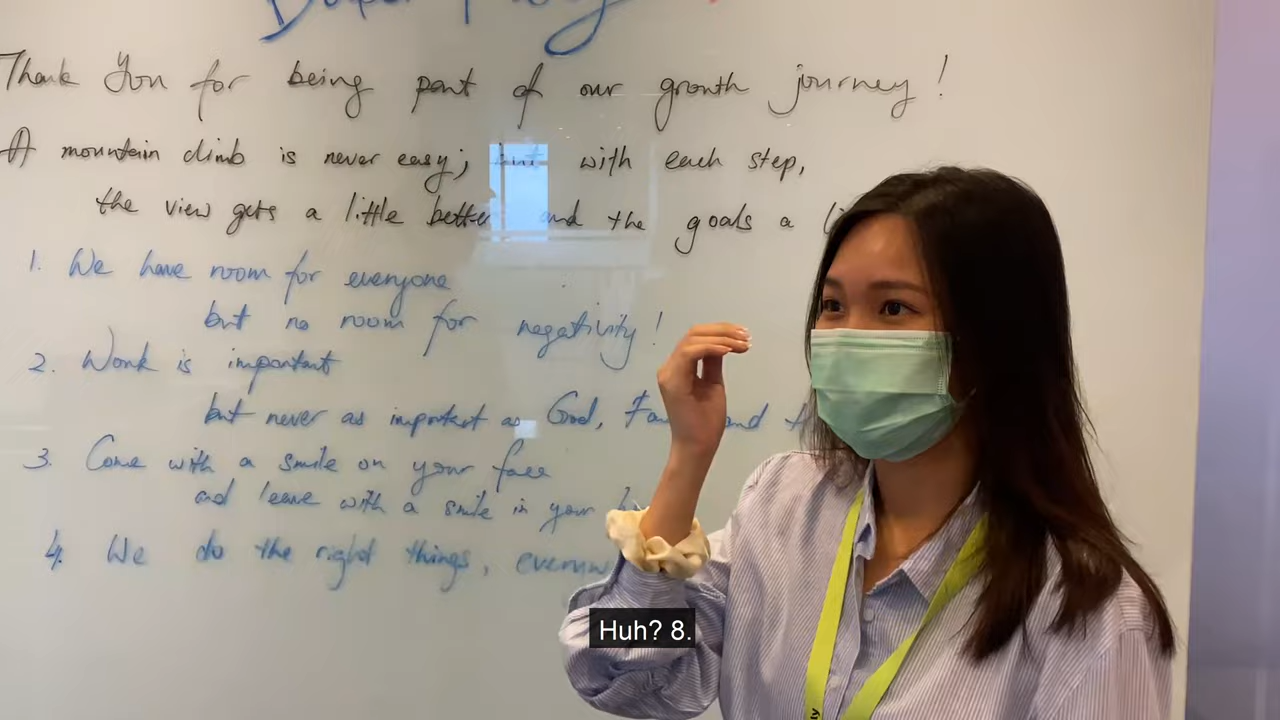 Thank You for being part of our growth journey!
A mountain climb is never easy; but with each step,
the view gets a little better and the goals a
1. We have room for everyone
but no room for negativity!
2. Work is important
but never as important as God, and
3. Come with a smile on your face
and leave with a smile in your
4. We do the right things,
Huh? 8.